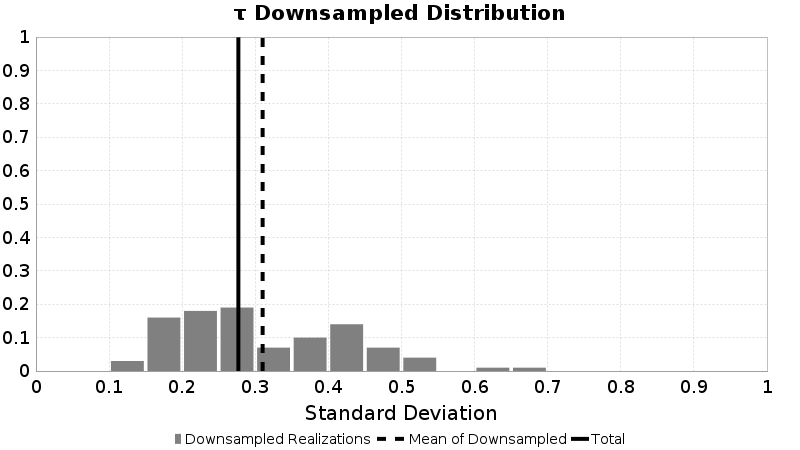 τ Downsampled Distribution
1
0.9
0.8
0.7
0.6
0.5
0.4
0.3
0.2
0.1
0
0 0.1 0.2 0.3 0.4 0.5 0.6 0.7 0.8 0.9 1
Standard Deviation
Downsampled Realizations Mean of Downsampled Total